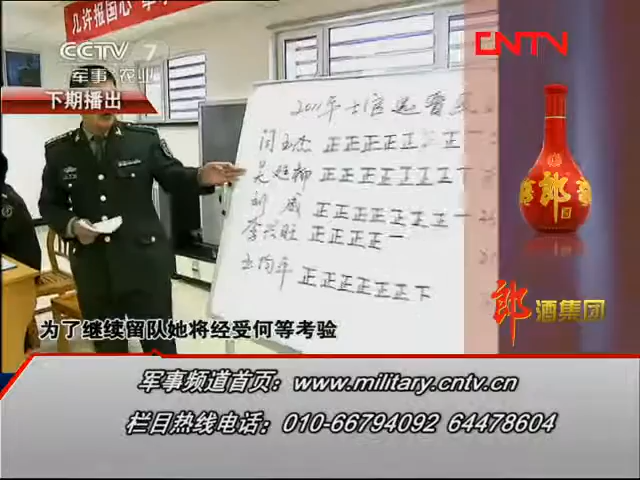 几许报国心
CCTV 7
军事·农业
下期播出
CNTV
2011年士官选
闫玉杰 正正正正正 正
吴廷柳 正正正正正正正
刘威 正正正正正正正一
李兴旺 正正正正一
正正正正正正下
郎
郎酒集团
为了继续留队她将经受何等考验
军事频道首页：www.military.cntv.cn
栏目热线电话：010-66794092 64478604